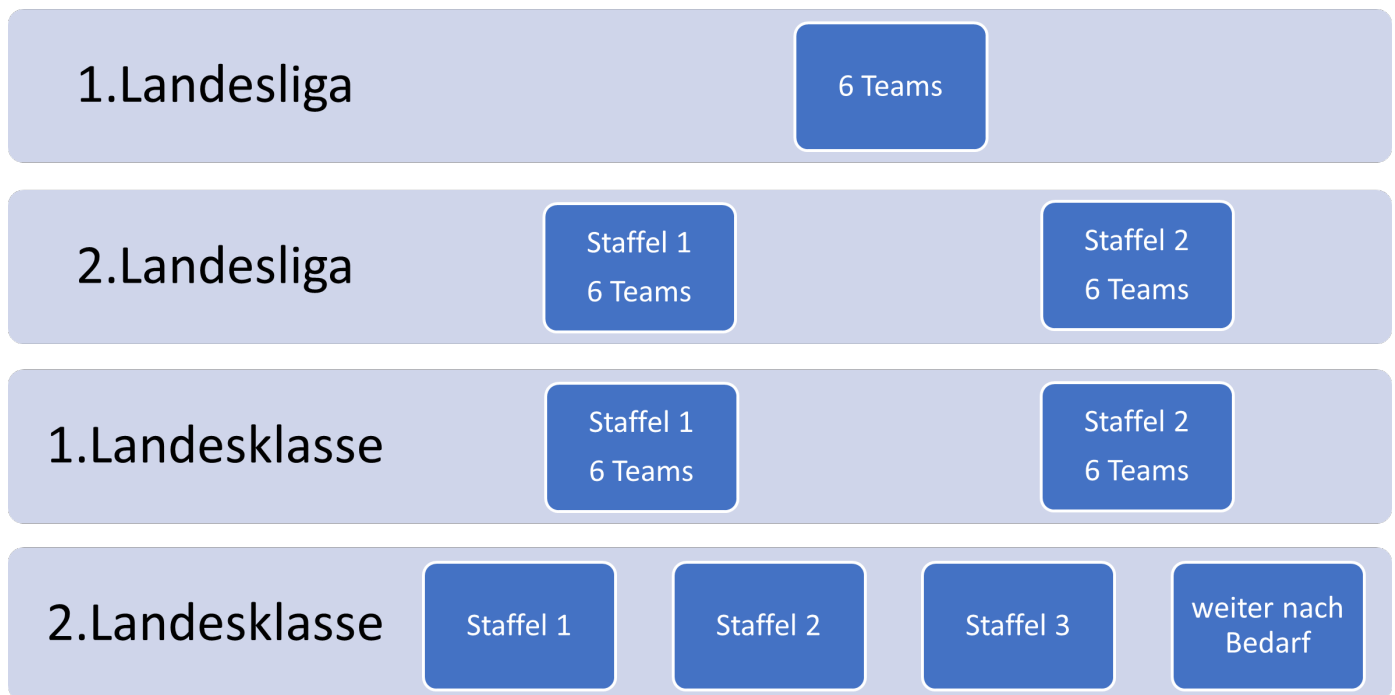 1.Landesliga
6 Teams
2.Landesliga
Staffel 1
6 Teams
Staffel 2
6 Teams
1.Landesklasse
Staffel 1
6 Teams
Staffel 2
6 Teams
2.Landesklasse
Staffel 1
Staffel 2
Staffel 3
weiter nach
Bedarf